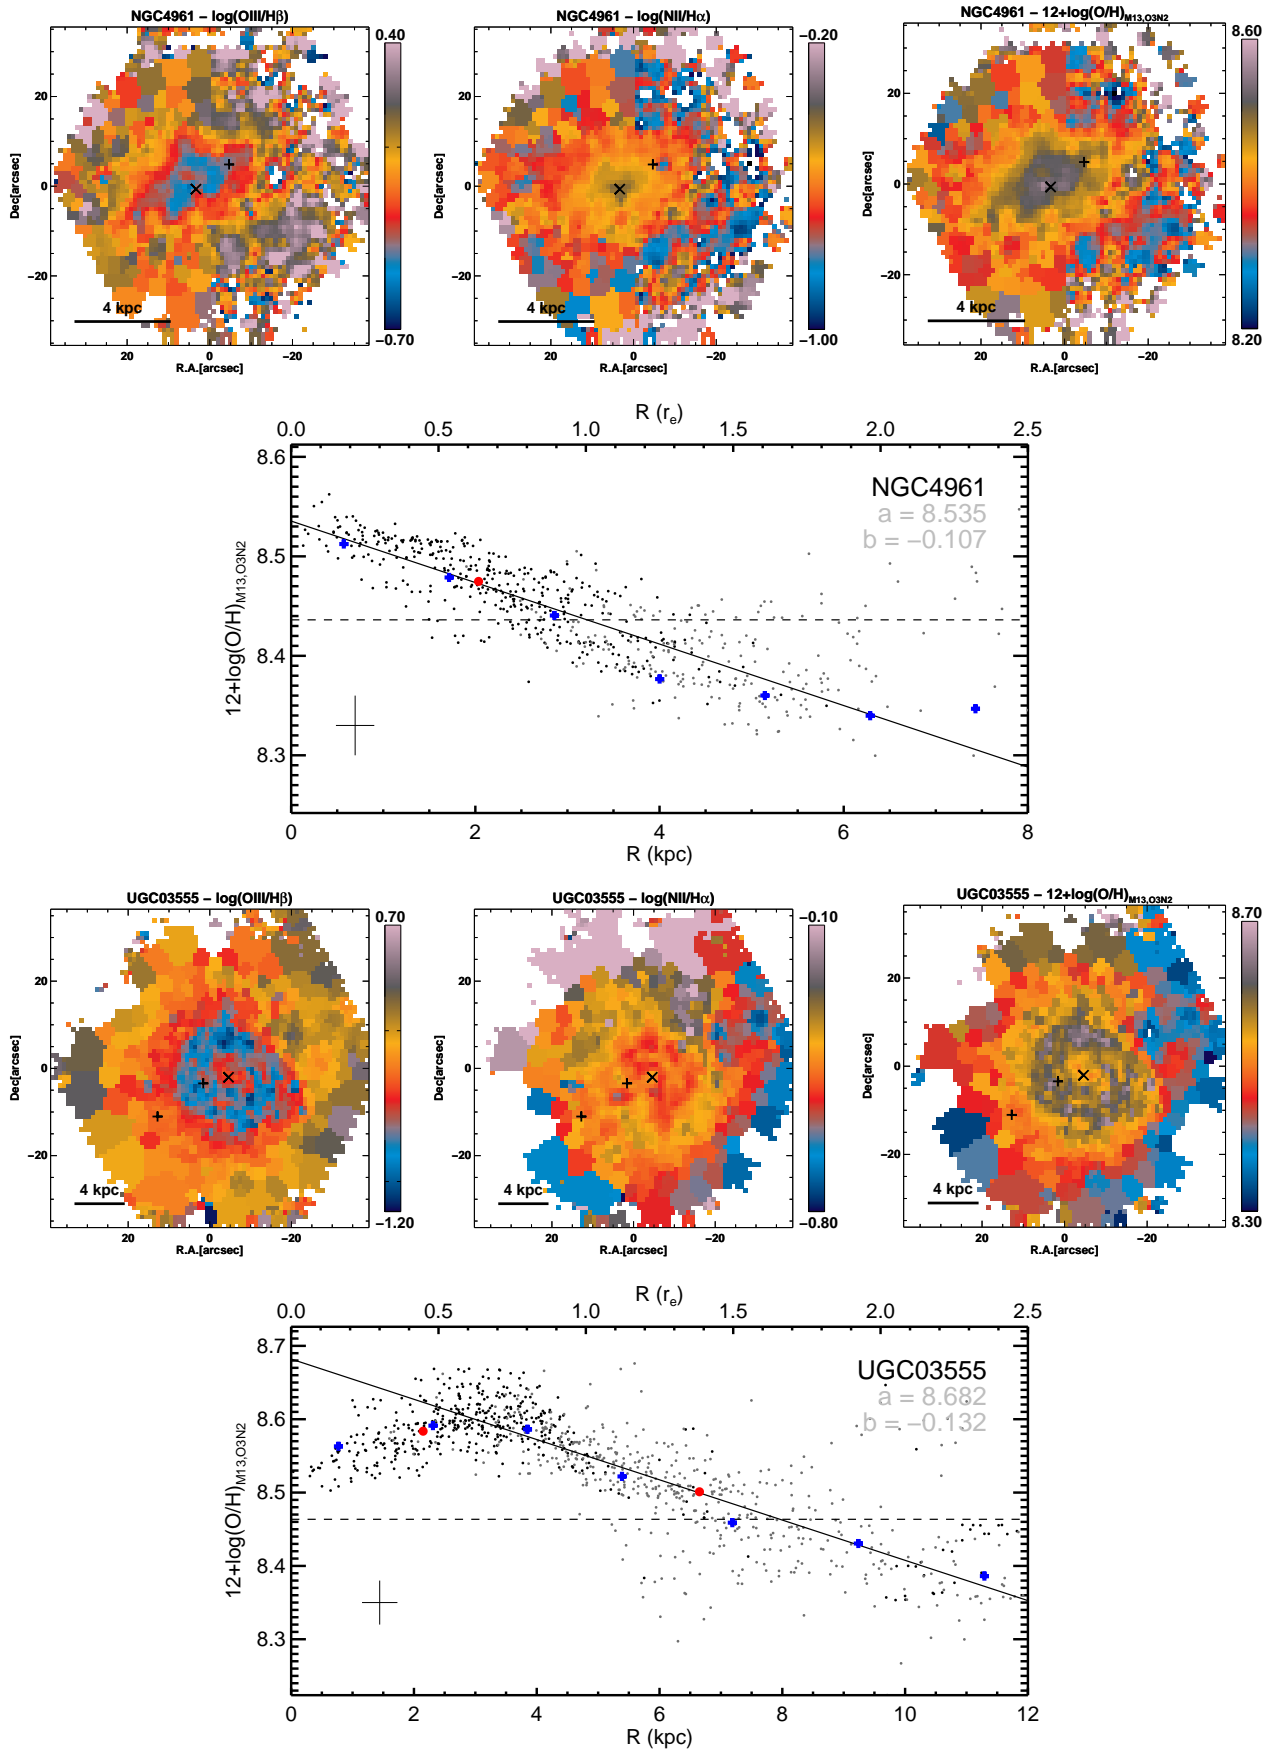 NGC4961 − log(OIII/Hβ)
0.40
Dec[arcsec]
20
0
−20
4 kpc
−0.70
20 0 −20
R.A.[arcsec]
NGC4961 − log(NII/Hα)
−0.20
Dec[arcsec]
20
0
−20
4 kpc
−1.00
20 0 −20
R.A.[arcsec]
NGC4961 − 12+log(O/H)M13,O3N2
8.60
Dec[arcsec]
20
0
−20
4 kpc
8.20
20 0 −20
R.A.[arcsec]
R (re)
0.0 0.5 1.0 1.5 2.0 2.5
12+log(O/H)M13,O3N2
8.6
8.5
8.4
8.3
NGC4961
a = 8.535
b = −0.107
0 2 4 6 8
R (kpc)
UGC03555 − log(OIII/Hβ)
0.70
Dec[arcsec]
20
0
−20
4 kpc
−1.20
20 0 −20
R.A.[arcsec]
UGC03555 − log(NII/Hα)
−0.10
Dec[arcsec]
20
0
−20
4 kpc
−0.80
20 0 −20
R.A.[arcsec]
UGC03555 − 12+log(O/H)M13,O3N2
8.70
Dec[arcsec]
20
0
−20
4 kpc
8.30
20 0 −20
R.A.[arcsec]
R (re)
0.0 0.5 1.0 1.5 2.0 2.5
12+log(O/H)M13,O3N2
8.7
8.6
8.5
8.4
8.3
UGC03555
a = 8.682
b = −0.132
0 2 4 6 8 10 12
R (kpc)